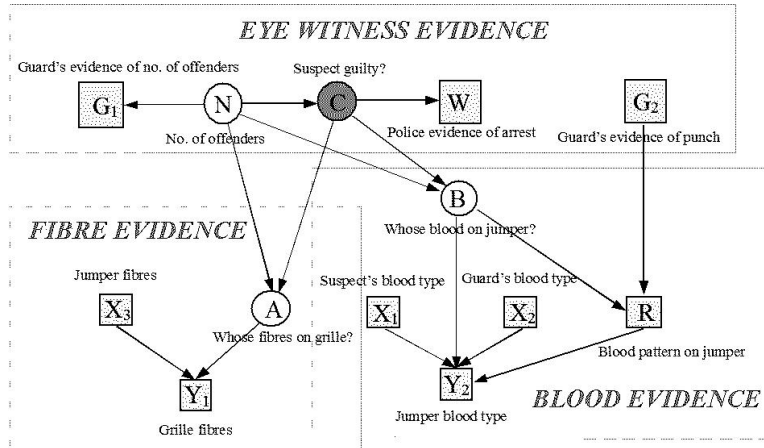 EYE WITNESS EVIDENCE
Guard's evidence of no. of offenders
Suspect guilty?
G1
N
C
W
G2
No. of offenders
Police evidence of arrest
Guard's evidence of punch
B
Whose blood on jumper?
FIBRE EVIDENCE
Jumper fibres
Suspect's blood type
Guard's blood type
X3
A
X1
X2
R
Whose fibres on grille?
Blood pattern on jumper
Y1
Y2
Grille fibres
Jumper blood type
BLOOD EVIDENCE